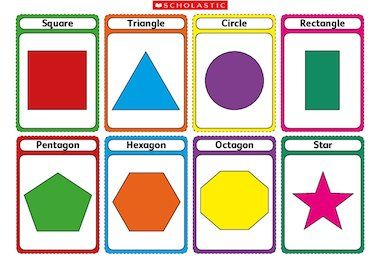 SCHOLASTIC
Square Triangle Circle Rectangle
Pentagon Hexagon Octagon Star